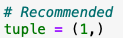 # Recommended
tuple = (1,)